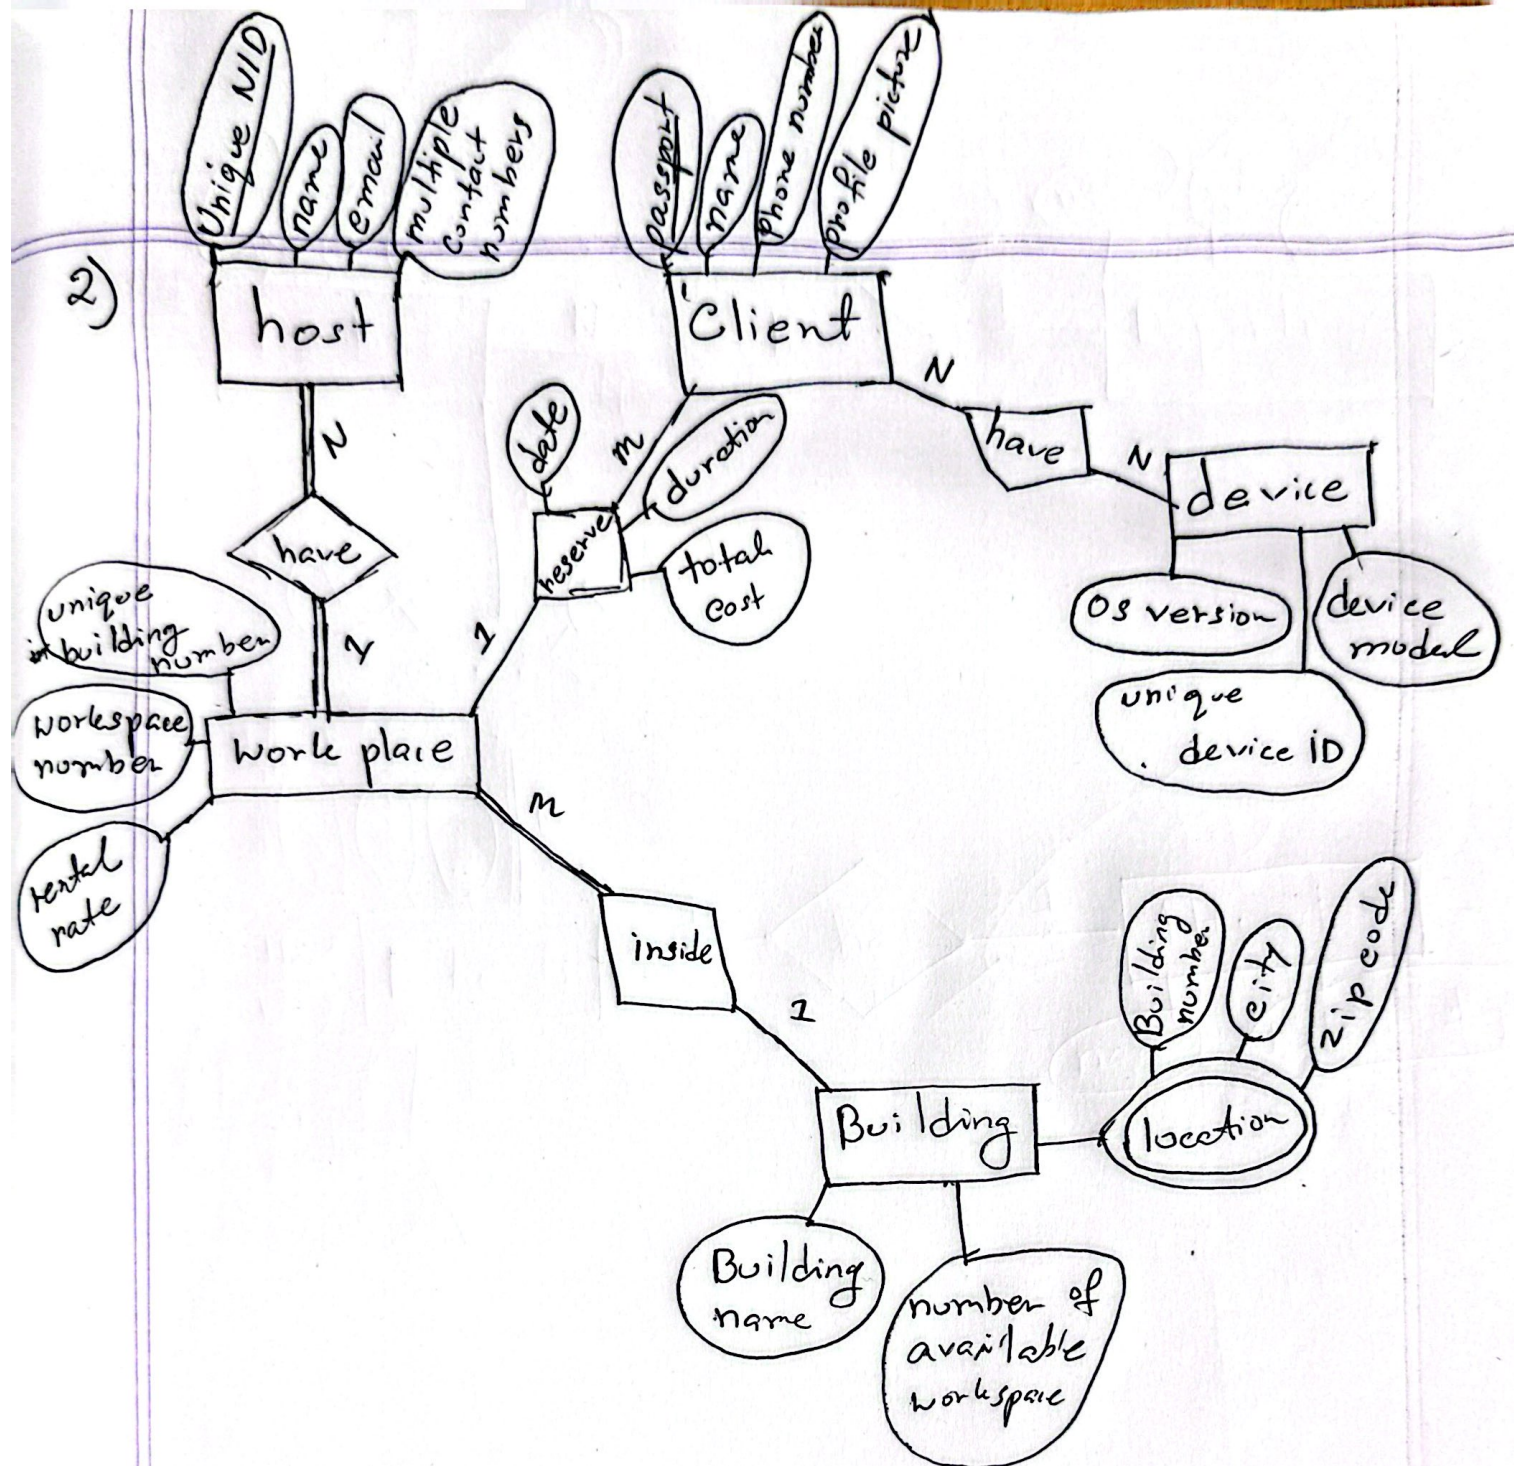 Unique NID
name
email
multiple
contact
numbers
passport
name
phone number
profile picture
2)
host
Client
N
have
N
device
N
date
m
duration
have
reserve
total
cost
OS version
device
model
unique
device ID
unique
building
number
1
1
workspace
number
work place
rental
rate
m
inside
1
Building
number
city
zip code
Building
location
Building
name
number of
available
workspace